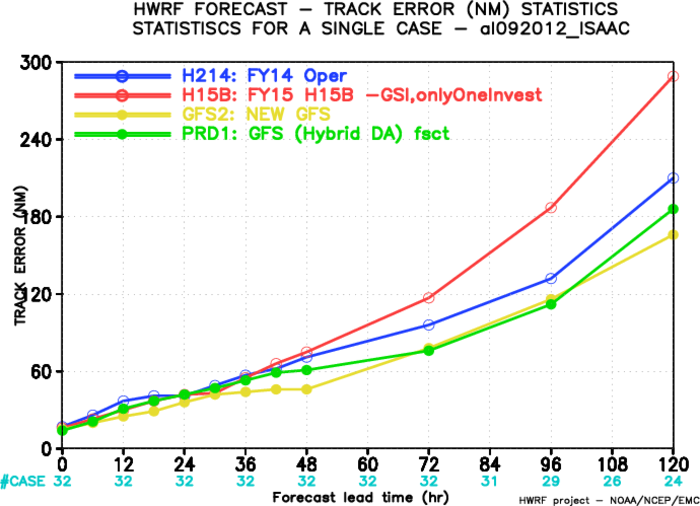 HWRF FORECAST – TRACK ERROR (NM) STATISTICS
STATISTISCS FOR A SINGLE CASE – al092012_ISAAC
H214: FY14 Oper
H15B: FY15 H15B –GSI,onlyOneInvest
GFS2: NEW GFS
PRD1: GFS (Hybrid DA) fsct
TRACK ERROR (NM)
300
240
180
120
60
0
0 12 24 36 48 60 72 84 96 108 120
#CASE 32 32 32 32 32 32 32 31 29 26 24
Forecast lead time (hr)
HWRF project – NOAA/NCEP/EMC